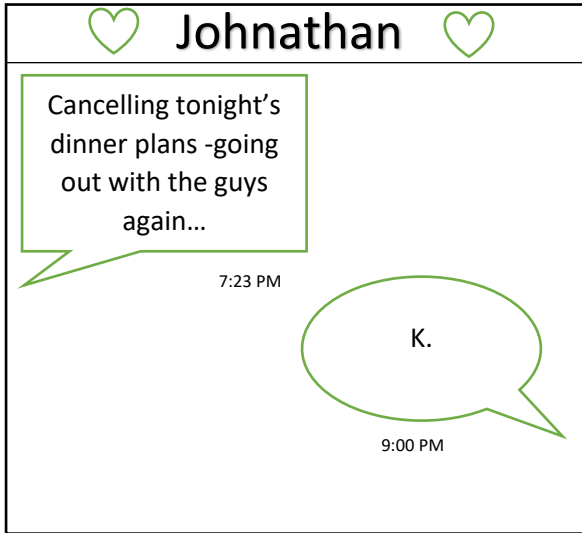 Johnathan
Cancelling tonight’s
dinner plans -going
out with the guys
again…
7:23 PM
K.
9:00 PM